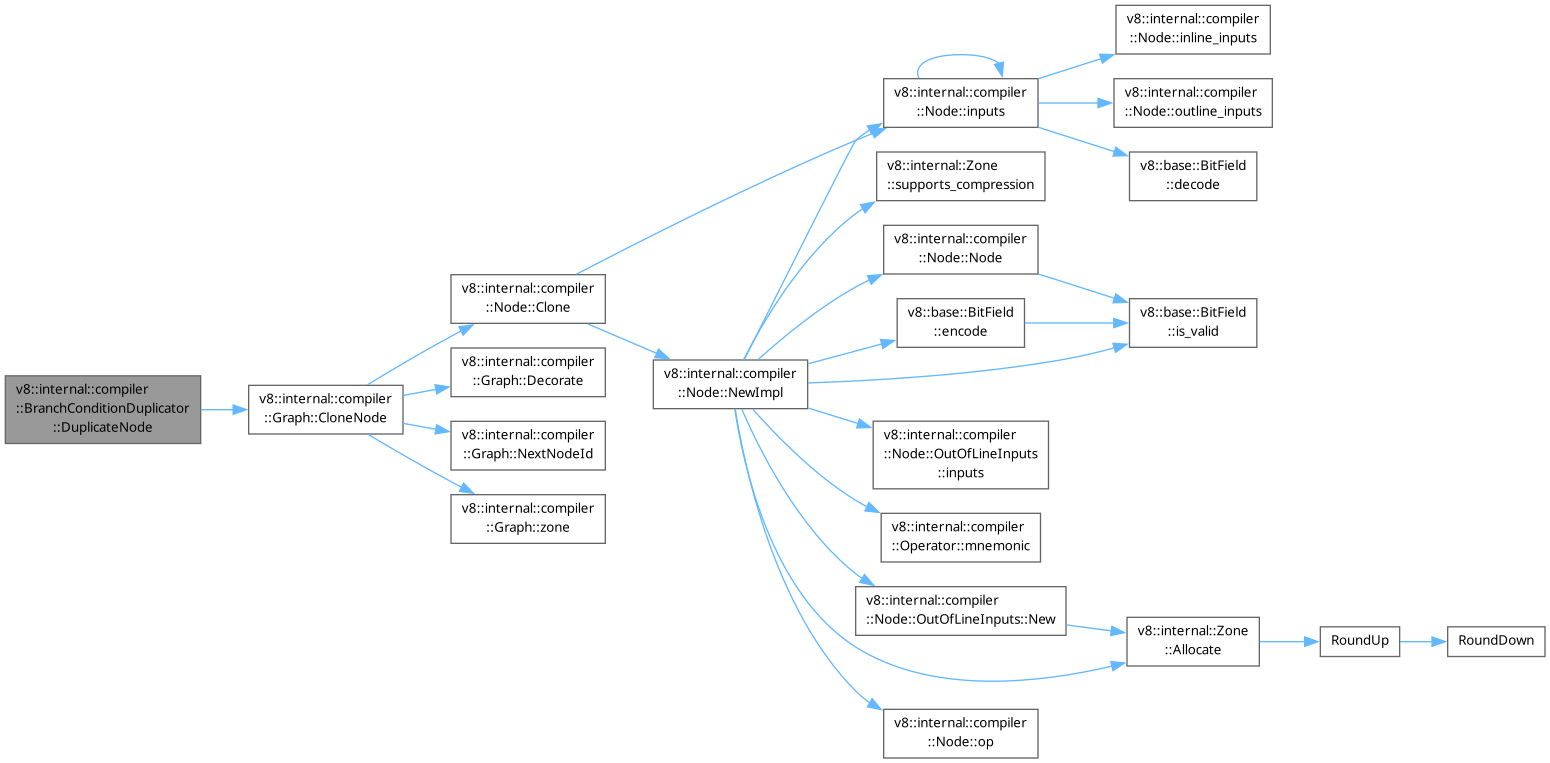 v8::internal::compiler
::BranchConditionDuplicator
::DuplicateNode
v8::internal::compiler
::Graph::CloneNode
v8::internal::compiler
::Node::Clone
v8::internal::compiler
::Graph::Decorate
v8::internal::compiler
::Graph::NextNodeId
v8::internal::compiler
::Graph::zone
v8::internal::compiler
::Node::NewImpl
v8::internal::compiler
::Node::inputs
v8::internal::Zone
::supports_compression
v8::internal::compiler
::Node::Node
v8::base::BitField
::encode
v8::internal::compiler
::Node::OutOfLineInputs
::inputs
v8::internal::compiler
::Operator::mnemonic
v8::internal::compiler
::Node::OutOfLineInputs::New
v8::internal::compiler
::Node::op
v8::internal::compiler
::Node::inline_inputs
v8::internal::compiler
::Node::outline_inputs
v8::base::BitField
::decode
v8::base::BitField
::is_valid
v8::internal::Zone
::Allocate
RoundUp
RoundDown